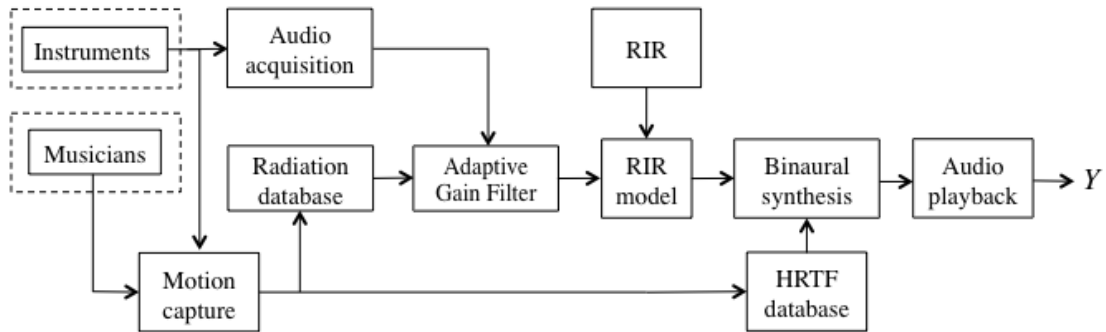 Instruments
Audio
acquisition
RIR
Musicians
Radiation
database
Adaptive
Gain Filter
RIR
model
Binaural
synthesis
Audio
playback
Y
Motion
capture
HRTF
database